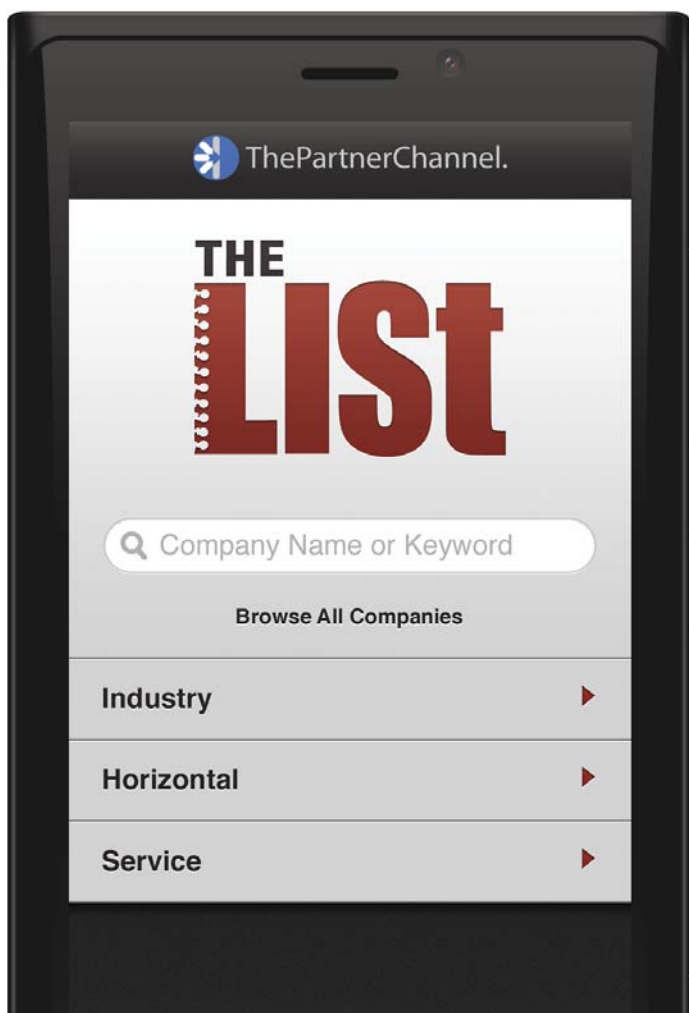 ThePartnerChannel.
THE
LISt
Company Name or Keyword
Browse All Companies
Industry
Horizontal
Service